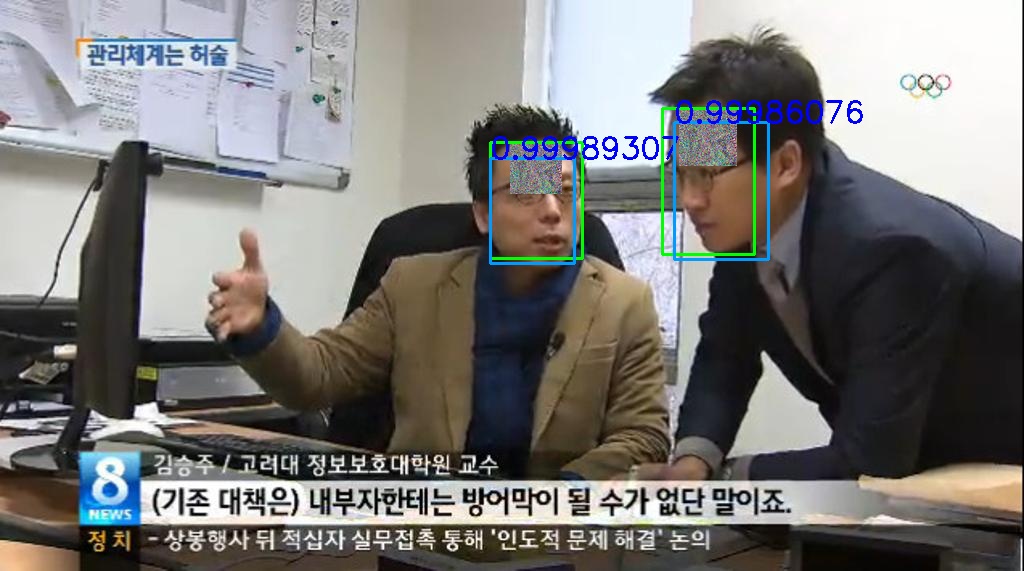 관리체계는 허술
0.99989307
0.99986076
8
NEWS
김승주 / 고려대 정보보호대학원 교수
(기존 대책은) 내부자한테는 방어막이 될 수가 없단 말이죠.
정치 - 상봉행사 뒤 적십자 실무접촉 통해 '인도적 문제 해결' 논의